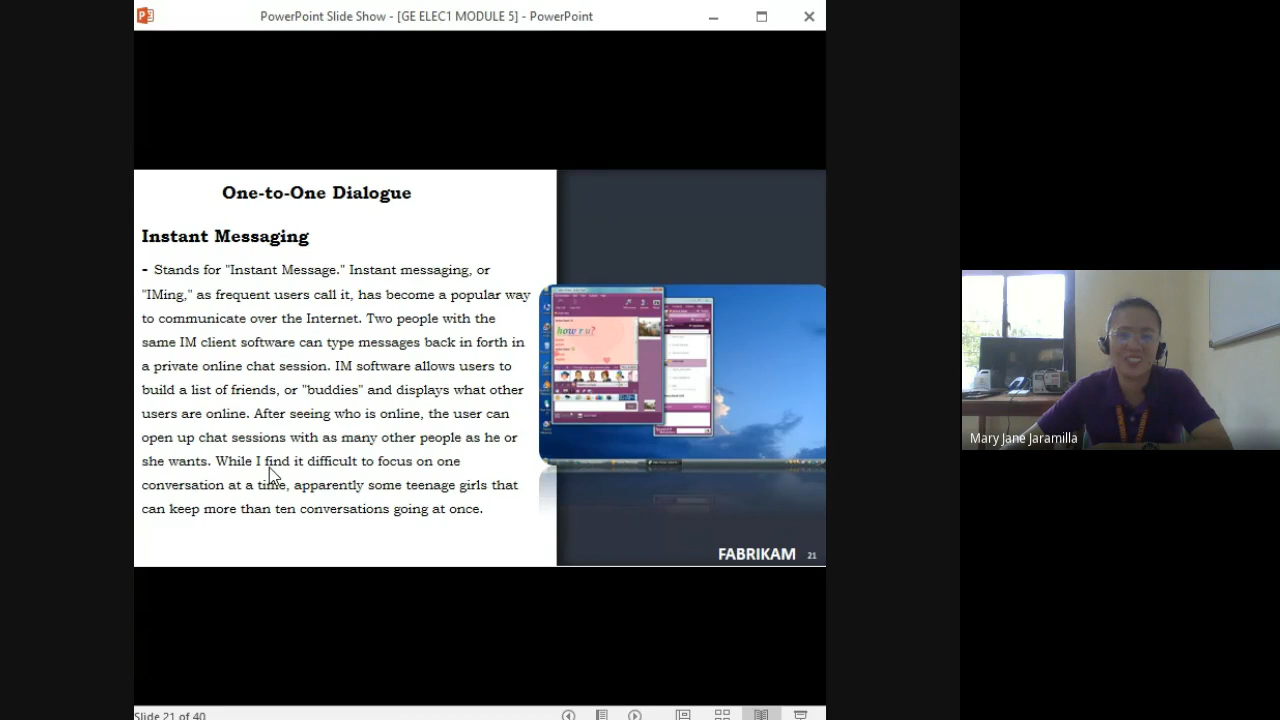 PowerPoint Slide Show - [GE ELEC1 MODULE 5] - PowerPoint
One-to-One Dialogue
Instant Messaging
- Stands for "Instant Message." Instant messaging, or
"IMing," as frequent users call it, has become a popular way
to communicate over the Internet. Two people with the
same IM client software can type messages back in forth in
a private online chat session. IM software allows users to
build a list of friends, or "buddies" and displays what other
users are online. After seeing who is online, the user can
open up chat sessions with as many other people as he or
she wants. While I find it difficult to focus on one
conversation at a time, apparently some teenage girls that
can keep more than ten conversations going at once.
how r u?
FABRIKAM 21
Mary Jane Jaramilla
Slide 21 of 40